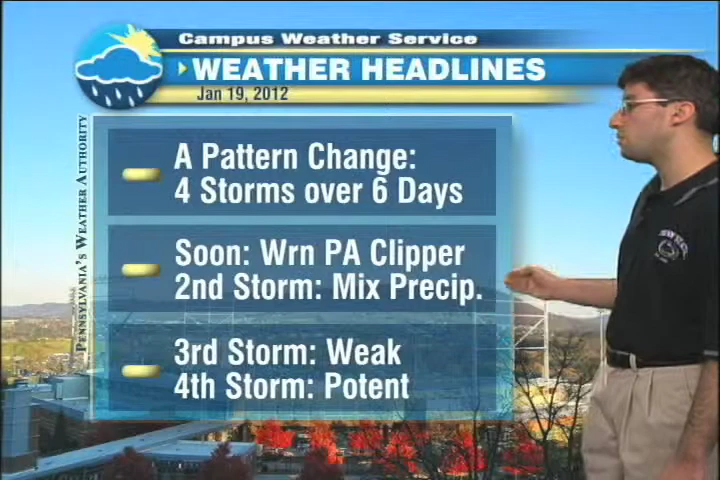 Campus Weather Service
WEATHER HEADLINES
Jan 19, 2012
PENNSYLVANIA'S WEATHER AUTHORITY
A Pattern Change:
4 Storms over 6 Days
Soon: Wrn PA Clipper
2nd Storm: Mix Precip.
3rd Storm: Weak
4th Storm: Potent